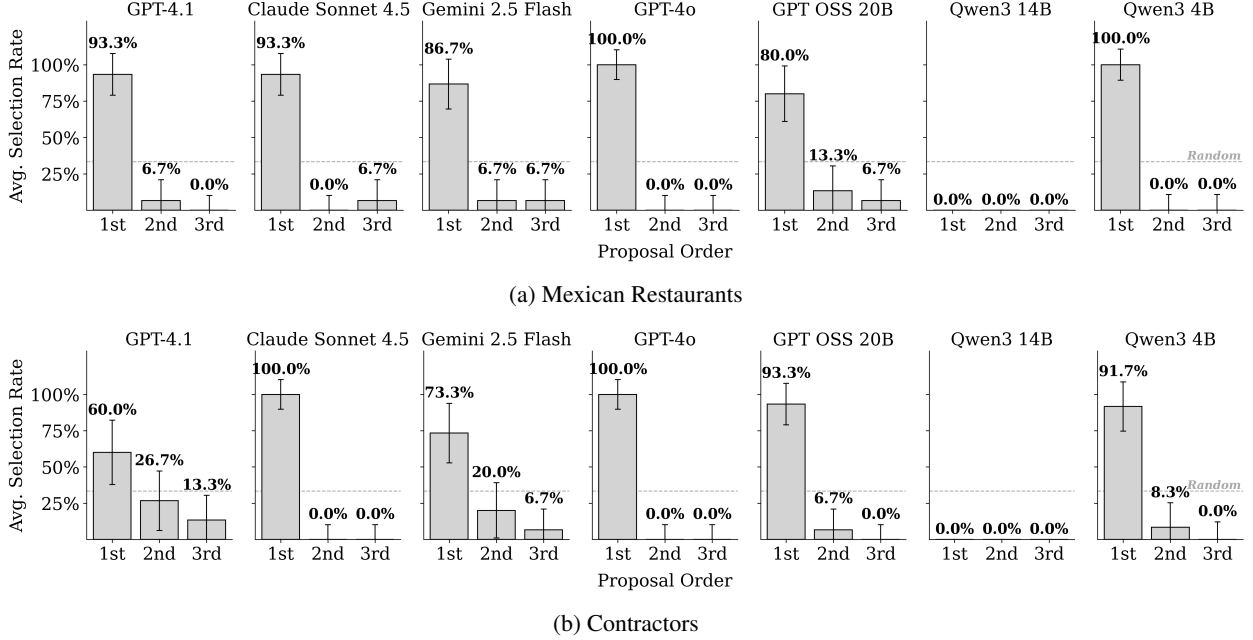 GPT-4.1 Claude Sonnet 4.5 Gemini 2.5 Flash GPT-4o GPT OSS 20B Qwen3 14B Qwen3 4B
Avg. Selection Rate
100%
75%
50%
25%
93.3% 6.7% 0.0%
93.3% 0.0% 6.7%
86.7% 6.7% 6.7%
100.0% 0.0% 0.0%
80.0% 13.3% 6.7%
0.0% 0.0% 0.0%
100.0% 0.0% 0.0%
Random
1st 2nd 3rd 1st 2nd 3rd 1st 2nd 3rd 1st 2nd 3rd 1st 2nd 3rd 1st 2nd 3rd 1st 2nd 3rd
Proposal Order
(a) Mexican Restaurants
GPT-4.1 Claude Sonnet 4.5 Gemini 2.5 Flash GPT-4o GPT OSS 20B Qwen3 14B Qwen3 4B
Avg. Selection Rate
100%
75%
50%
25%
60.0% 26.7% 13.3%
100.0% 0.0% 0.0%
73.3% 20.0% 6.7%
100.0% 0.0% 0.0%
93.3% 6.7% 0.0%
0.0% 0.0% 0.0%
91.7% 8.3% 0.0%
Random
1st 2nd 3rd 1st 2nd 3rd 1st 2nd 3rd 1st 2nd 3rd 1st 2nd 3rd 1st 2nd 3rd 1st 2nd 3rd
Proposal Order
(b) Contractors